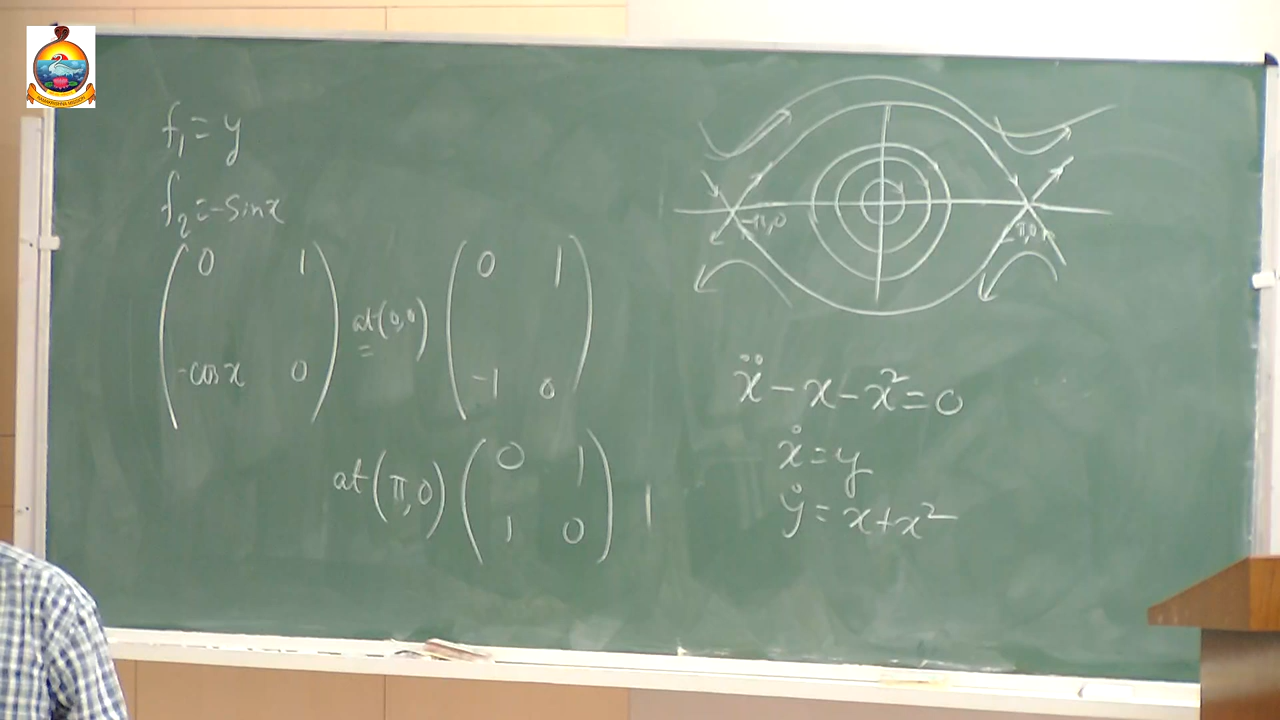 f₁ = y
f₂ = -sin x
( 0 1
-cos x 0 )
at (0,0)
( 0 1
-1 0 )
at (π,0)
( 0 1
1 0 )
1
-π,0
π,0
ẍ - x - x² = 0
ẋ = y
ẏ = x + x²